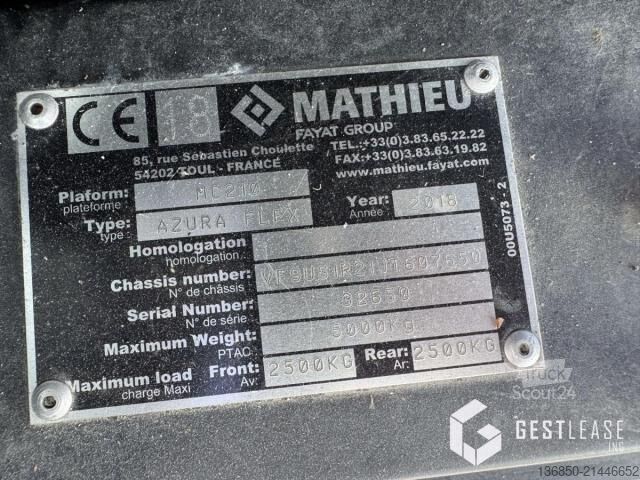 CE 18 MATHIEU
FAYAT GROUP
85, rue Sébastien Choulette
54202 TOUL - FRANCE
TEL.:+33(0)3.83.65.22.22
FAX:+33(0)3.83.63.19.82
www.mathieu.fayat.com
Plaform: MC210
plateforme
Type: AZURA FLEX
type:
Year: 2018
Année:
Homologation
homologation:
Chassis number:
N° de châssis
Serial Number:
N° de série
Maximum Weight: 5000KG
PTAC
Maximum load Front: 2500KG Rear: 2500KG
charge Maxi Av: Ar:
00U5073 - 2
Truck
Scout24
GESTLEASE
INC
136850-21446652